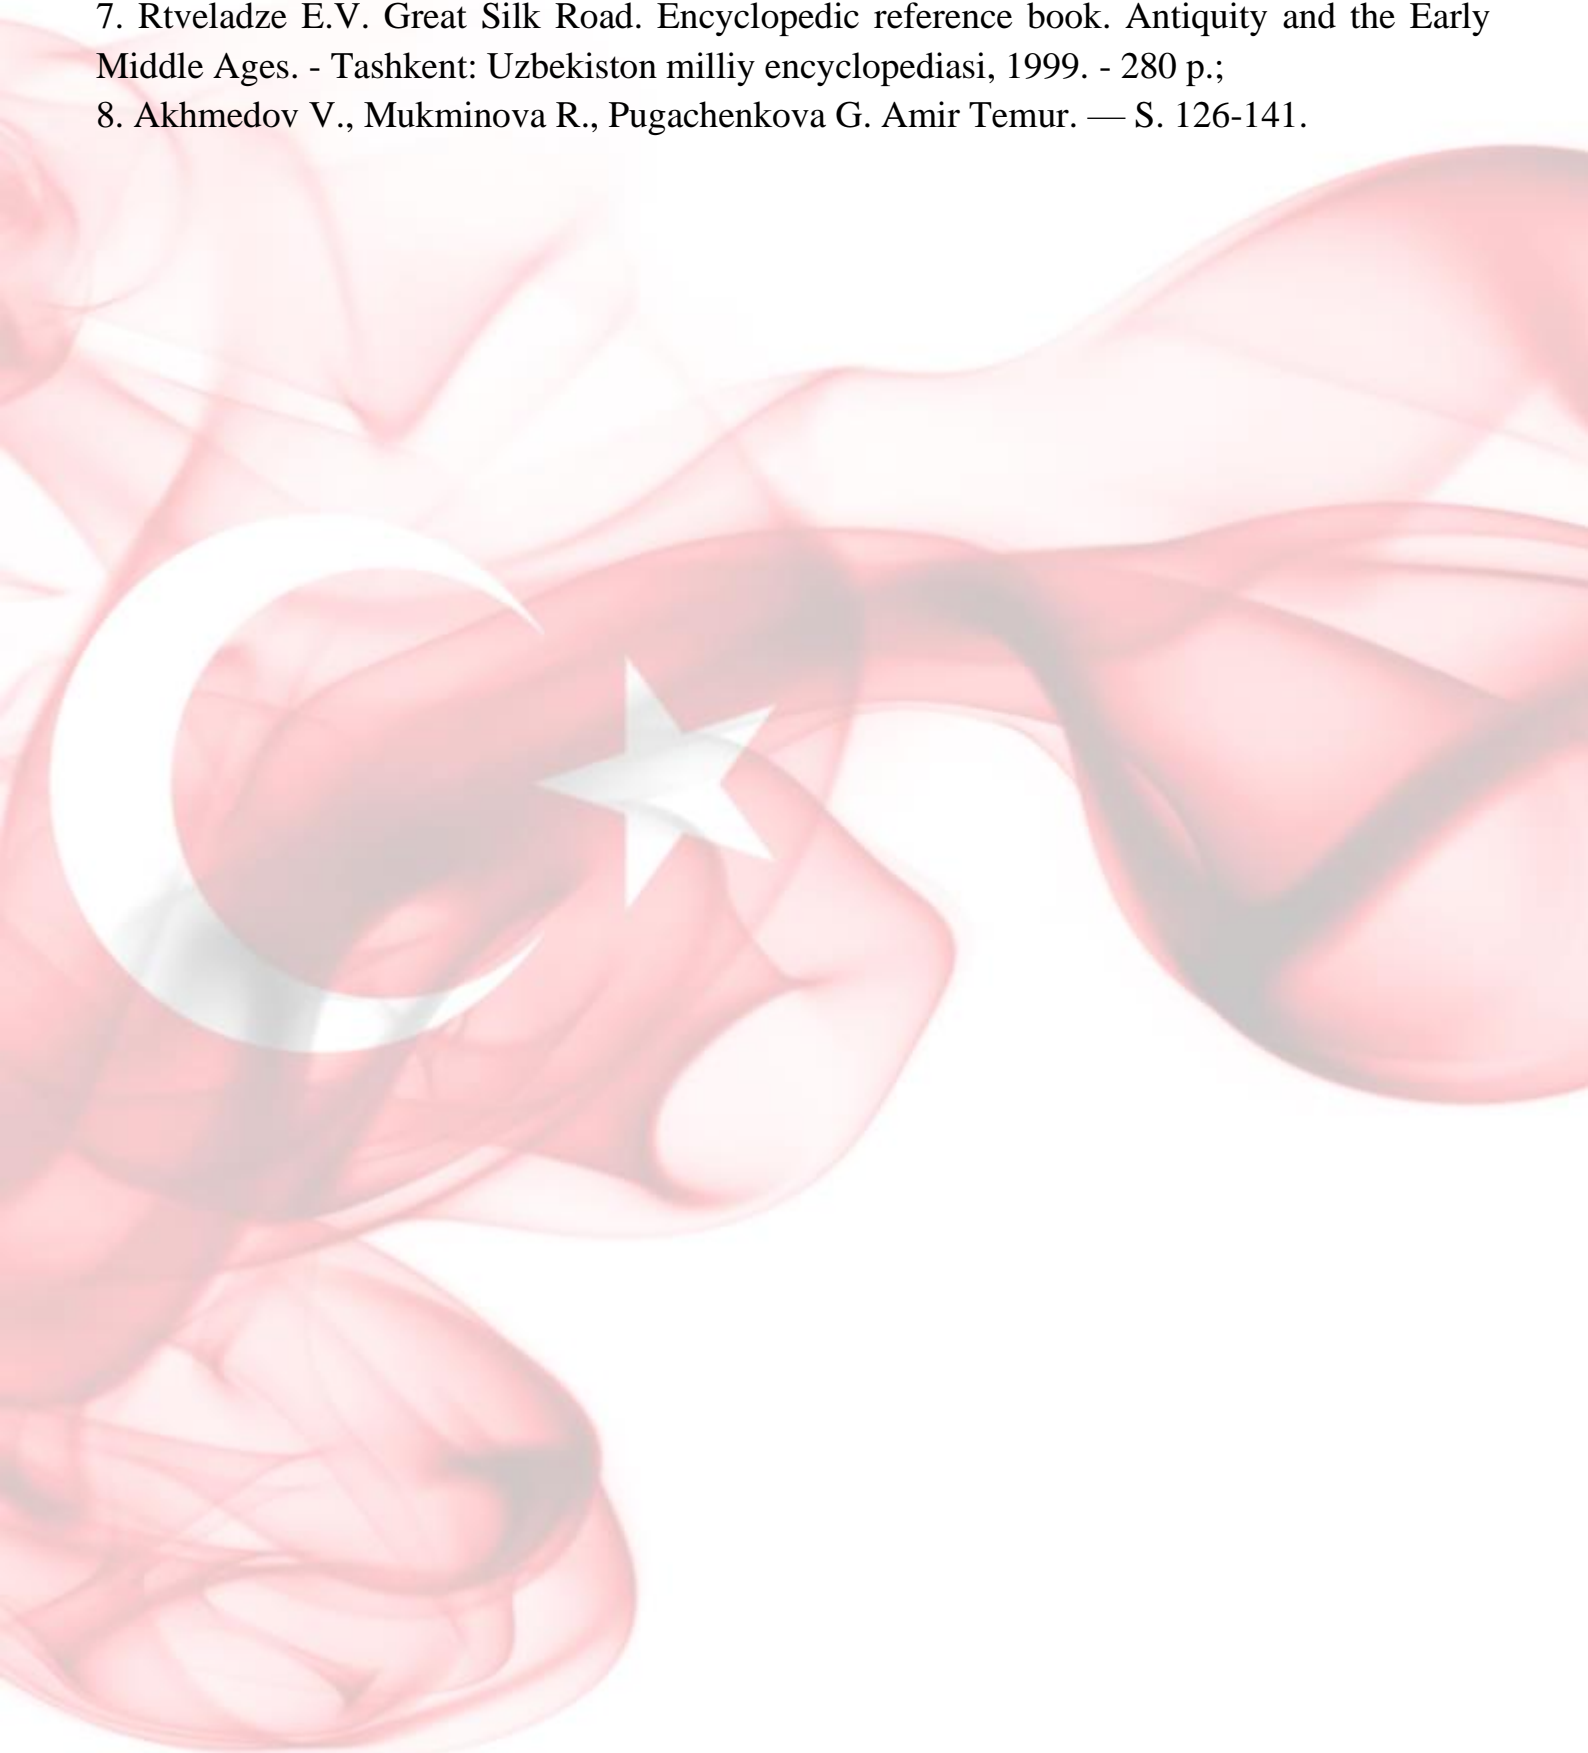 7. Rtveladze E.V. Great Silk Road. Encyclopedic reference book. Antiquity and the Early
Middle Ages. - Tashkent: Uzbekiston milliy encyclopediasi, 1999. - 280 p.;
8. Akhmedov V., Mukminova R., Pugachenkova G. Amir Temur. — S. 126-141.